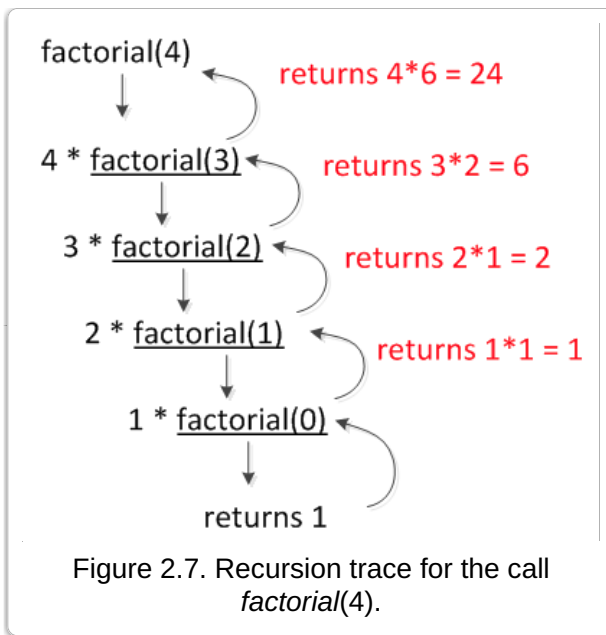 factorial(4)
returns 4*6 = 24
4 * factorial(3)
returns 3*2 = 6
3 * factorial(2)
returns 2*1 = 2
2 * factorial(1)
returns 1*1 = 1
1 * factorial(0)
returns 1
Figure 2.7. Recursion trace for the call
factorial(4).